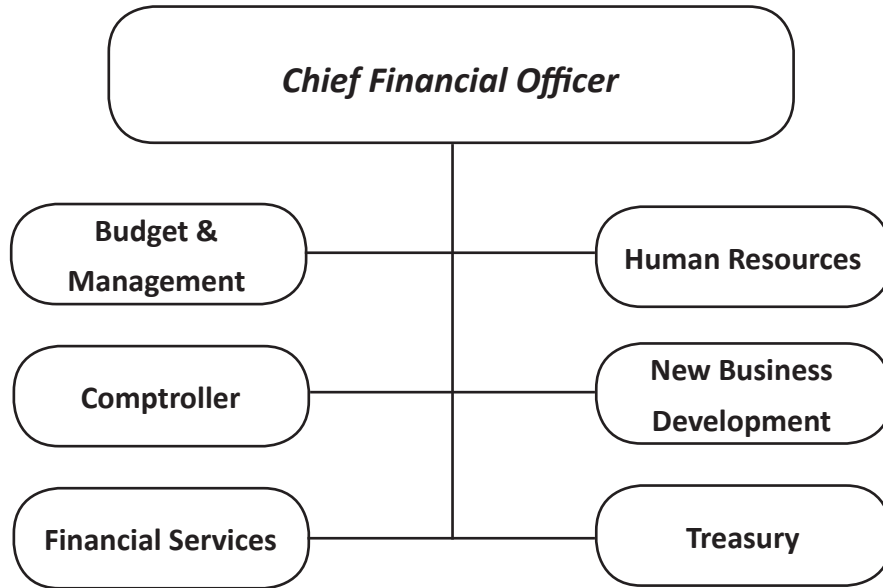 Chief Financial Officer
Budget &
Management
Human Resources
Comptroller
New Business
Development
Financial Services
Treasury